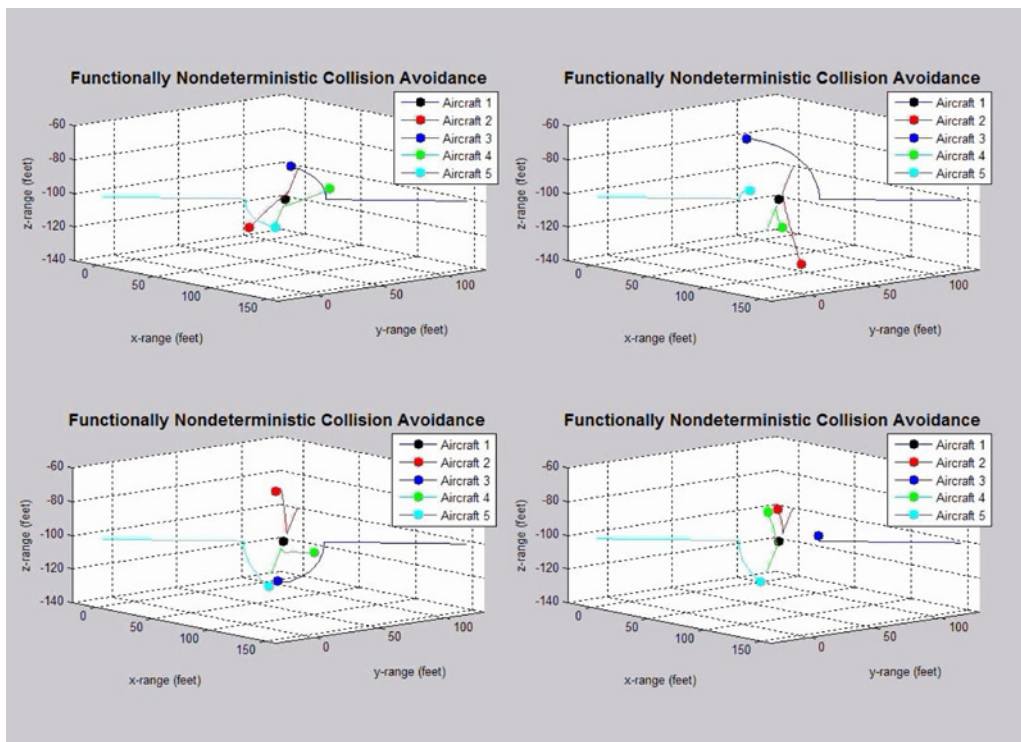 Functionally Nondeterministic Collision Avoidance
Aircraft 1
Aircraft 2
Aircraft 3
Aircraft 4
Aircraft 5
-60
-80
-100
-120
-140
z-range (feet)
0
50
100
150
x-range (feet)
0
50
100
y-range (feet)
Functionally Nondeterministic Collision Avoidance
Aircraft 1
Aircraft 2
Aircraft 3
Aircraft 4
Aircraft 5
-60
-80
-100
-120
-140
z-range (feet)
0
50
100
150
x-range (feet)
0
50
100
y-range (feet)
Functionally Nondeterministic Collision Avoidance
Aircraft 1
Aircraft 2
Aircraft 3
Aircraft 4
Aircraft 5
-60
-80
-100
-120
-140
z-range (feet)
0
50
100
150
x-range (feet)
0
50
100
y-range (feet)
Functionally Nondeterministic Collision Avoidance
Aircraft 1
Aircraft 2
Aircraft 3
Aircraft 4
Aircraft 5
-60
-80
-100
-120
-140
z-range (feet)
0
50
100
150
x-range (feet)
0
50
100
y-range (feet)